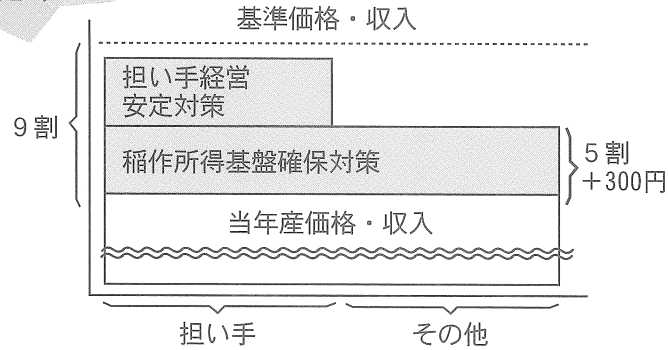 基準価格・収入
担い手経営
安定対策
9割
稲作所得基盤確保対策
5割
+300円
当年産価格・収入
担い手
その他